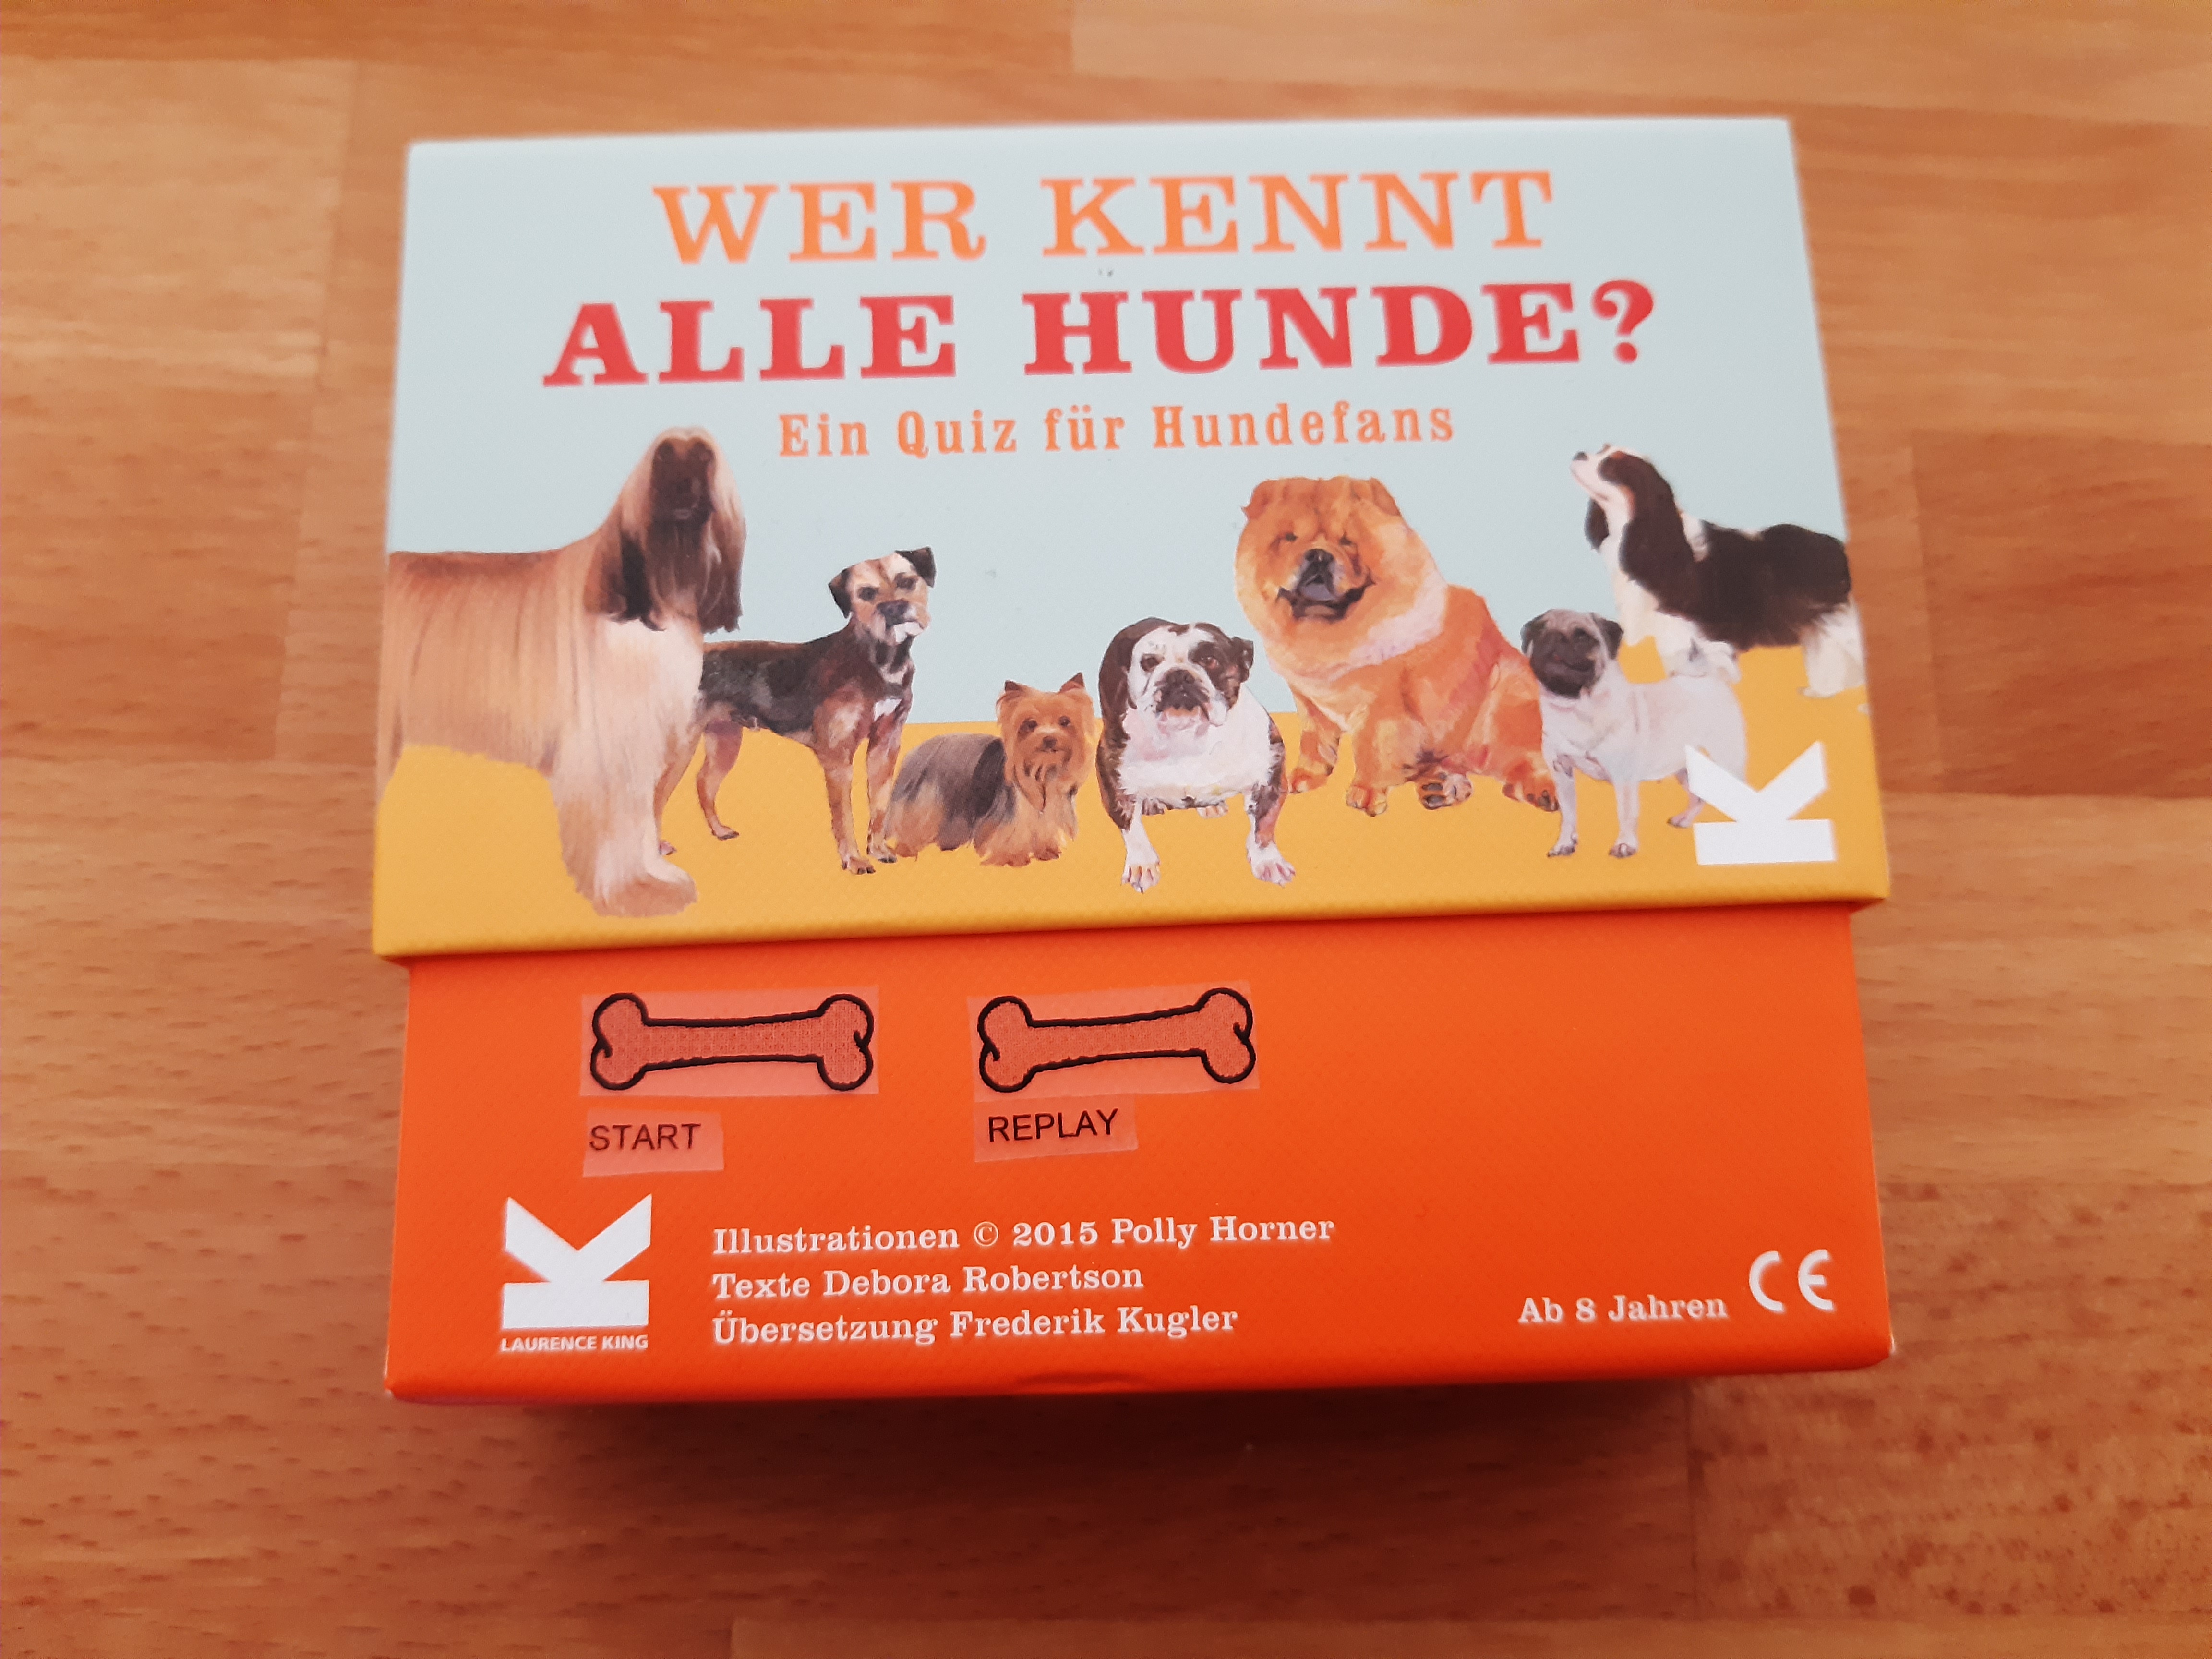 WER KENNT
ALLE HUNDE?
Ein Quiz für Hundefans
K
START
REPLAY
K
LAURENCE KING
Illustrationen © 2015 Polly Horner
Texte Debora Robertson
Übersetzung Frederik Kugler
Ab 8 Jahren CE